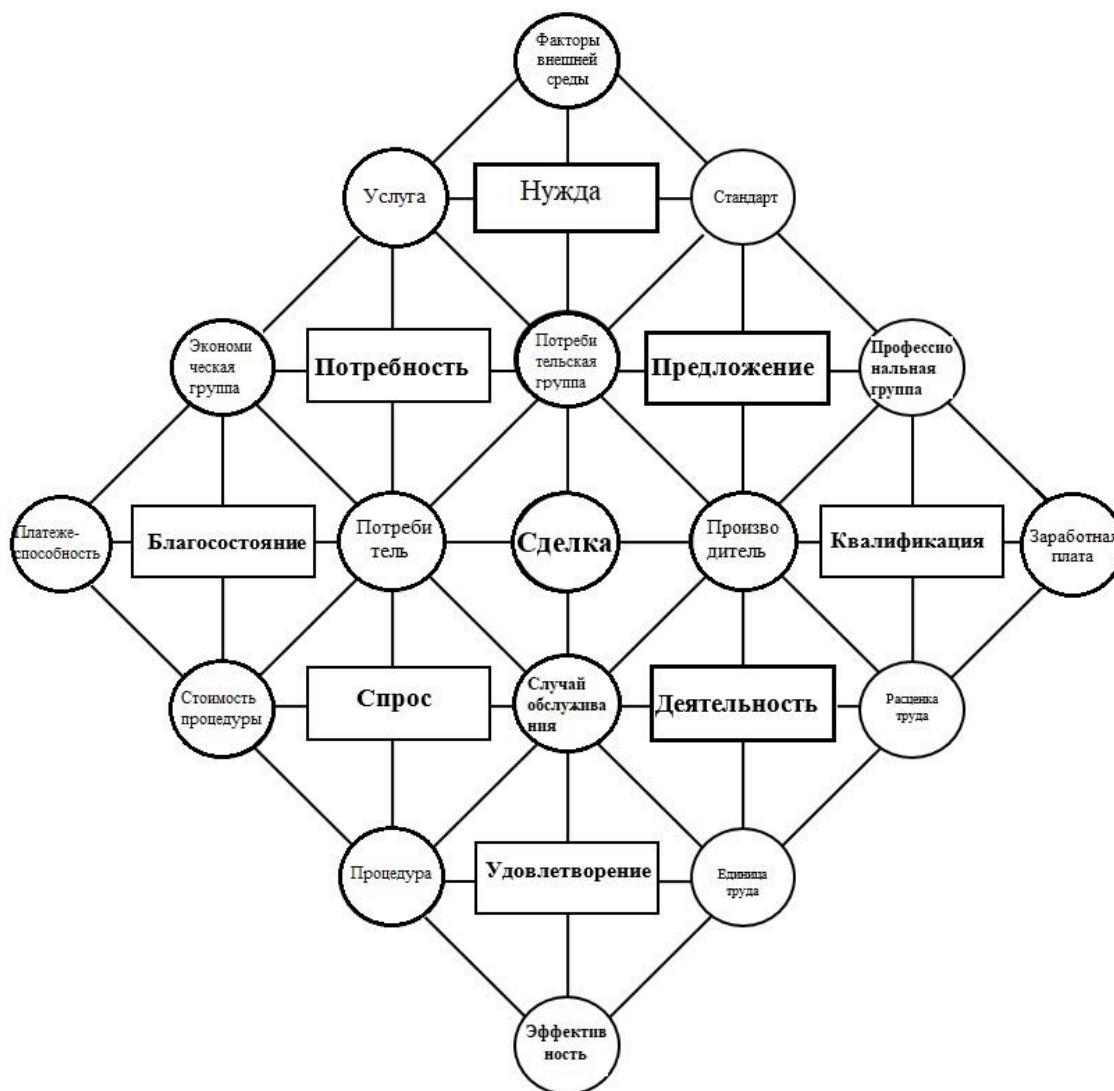 Факторы
внешней
среды
Услуга
Нужда
Стандарт
Экономи
ческая
группа
Потребность
Потреби
тельская
группа
Предложение
Профессио
нальная
группа
Платеже-
способность
Благосостояние
Потреби
тель
Сделка
Произво
дитель
Квалификация
Заработная
плата
Стоимость
процедуры
Спрос
Случай
обслужива
ния
Деятельность
Расценка
труда
Процедура
Удовлетворение
Единица
труда
Эффектив
ность